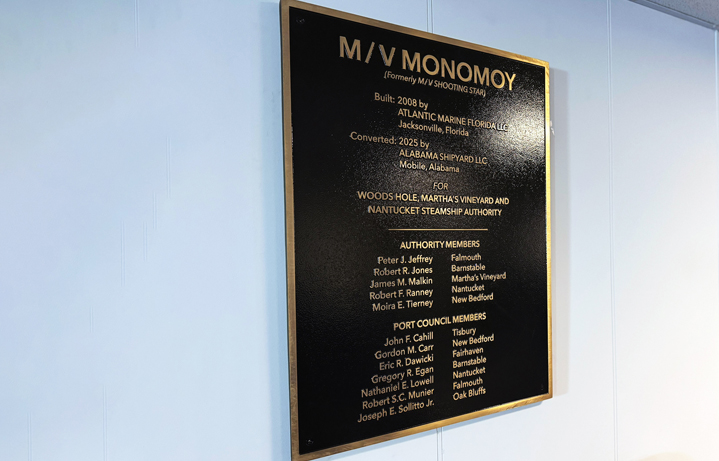 M/V MONOMOY
(Formerly M/V SHOOTING STAR)
Built: 2008 by
ATLANTIC MARINE FLORIDA LLC
Jacksonville, Florida
Converted: 2025 by
ALABAMA SHIPYARD LLC
Mobile, Alabama
FOR
WOODS HOLE, MARTHA'S VINEYARD AND
NANTUCKET STEAMSHIP AUTHORITY
AUTHORITY MEMBERS
Peter J. Jeffrey Falmouth
Robert R. Jones Barnstable
James M. Malkin Martha's Vineyard
Robert F. Ranney Nantucket
Moira E. Tierney New Bedford
PORT COUNCIL MEMBERS
John F. Cahill Tisbury
Gordon M. Carr New Bedford
Eric R. Dawicki Fairhaven
Gregory R. Egan Barnstable
Nathaniel E. Lowell Nantucket
Robert S.C. Munier Falmouth
Joseph E. Sollitto Jr. Oak Bluffs